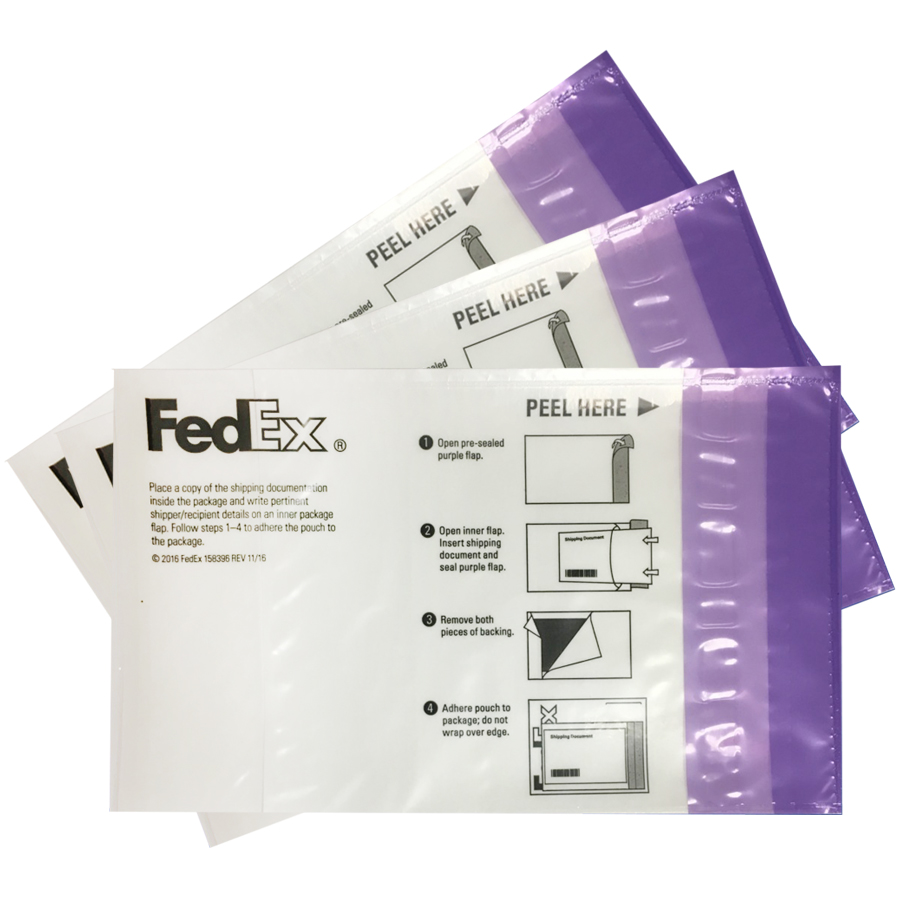 PEEL HERE
PEEL HERE
FedEx®
PEEL HERE
Place a copy of the shipping documentation
inside the package and write pertinent
shipper/recipient details on an inner package
flap. Follow steps 1–4 to adhere the pouch to
the package.
© 2016 FedEx 158396 REV 11/16
1 Open pre-sealed
purple flap.
2 Open inner flap.
Insert shipping
document and
seal purple flap.
Shipping Document
3 Remove both
pieces of backing.
4 Adhere pouch to
package; do not
wrap over edge.
Shipping Document